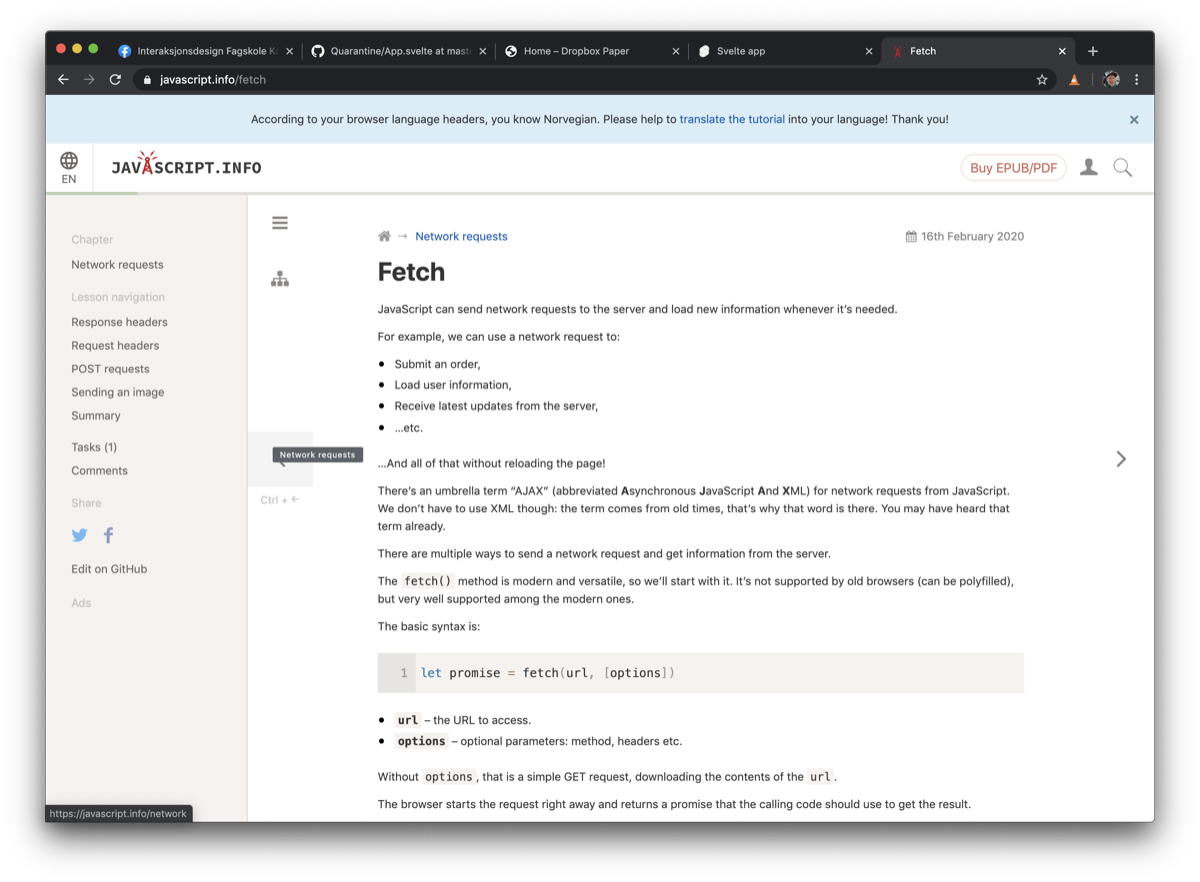 Interaksjonsdesign Fagskole K
Quarantine/App.svelte at mast
Home – Dropbox Paper
Svelte app
Fetch
javascript.info/fetch
According to your browser language headers, you know Norvegian. Please help to translate the tutorial into your language! Thank you!
EN
JAVASCRIPT.INFO
Buy EPUB/PDF
Chapter
Network requests
Lesson navigation
Response headers
Request headers
POST requests
Sending an image
Summary
Tasks (1)
Comments
Share
Edit on GitHub
Ads
Network requests
Ctrl + ←
→ Network requests
16th February 2020
Fetch
JavaScript can send network requests to the server and load new information whenever it’s needed.
For example, we can use a network request to:
• Submit an order,
• Load user information,
• Receive latest updates from the server,
• …etc.
…And all of that without reloading the page!
There’s an umbrella term “AJAX” (abbreviated Asynchronous JavaScript And XML) for network requests from JavaScript.
We don’t have to use XML though: the term comes from old times, that’s why that word is there. You may have heard that
term already.
There are multiple ways to send a network request and get information from the server.
The fetch() method is modern and versatile, so we’ll start with it. It’s not supported by old browsers (can be polyfilled),
but very well supported among the modern ones.
The basic syntax is:
1 let promise = fetch(url, [options])
• url – the URL to access.
• options – optional parameters: method, headers etc.
Without options, that is a simple GET request, downloading the contents of the url.
The browser starts the request right away and returns a promise that the calling code should use to get the result.
https://javascript.info/network